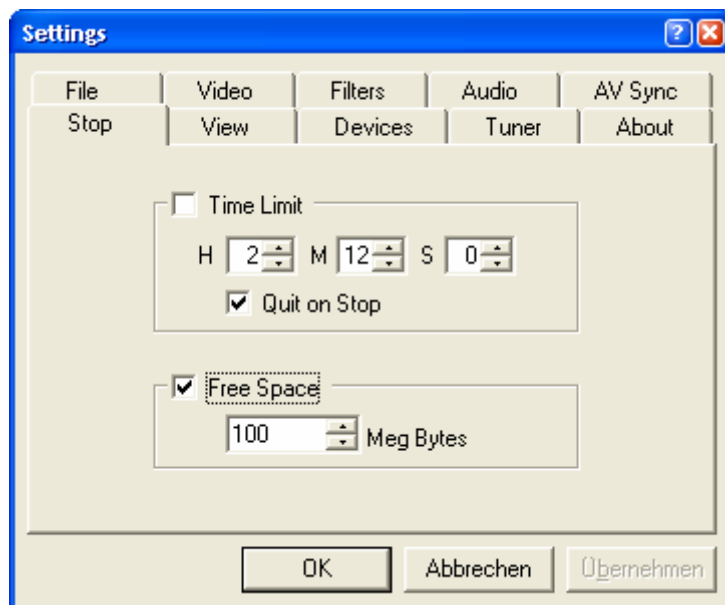 Settings
File Video Filters Audio AV Sync
Stop View Devices Tuner About
Time Limit
H 2 M 12 S 0
Quit on Stop
Free Space
100 Meg Bytes
OK Abbrechen Übernehmen